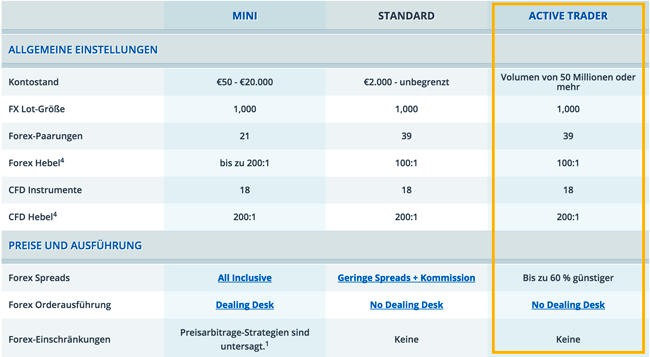 MINI STANDARD ACTIVE TRADER
ALLGEMEINE EINSTELLUNGEN
Kontostand €50 - €20.000 €2.000 - unbegrenzt Volumen von 50 Millionen oder
mehr
FX Lot-Größe 1,000 1,000 1,000
Forex-Paarungen 21 39 39
Forex Hebel⁴ bis zu 200:1 100:1 100:1
CFD Instrumente 18 18 18
CFD Hebel⁴ 200:1 200:1 200:1
PREISE UND AUSFÜHRUNG
Forex Spreads All Inclusive Geringe Spreads + Kommission Bis zu 60 % günstiger
Forex Orderausführung Dealing Desk No Dealing Desk No Dealing Desk
Forex-Einschränkungen Preisarbitrage-Strategien sind Keine Keine
untersagt.¹